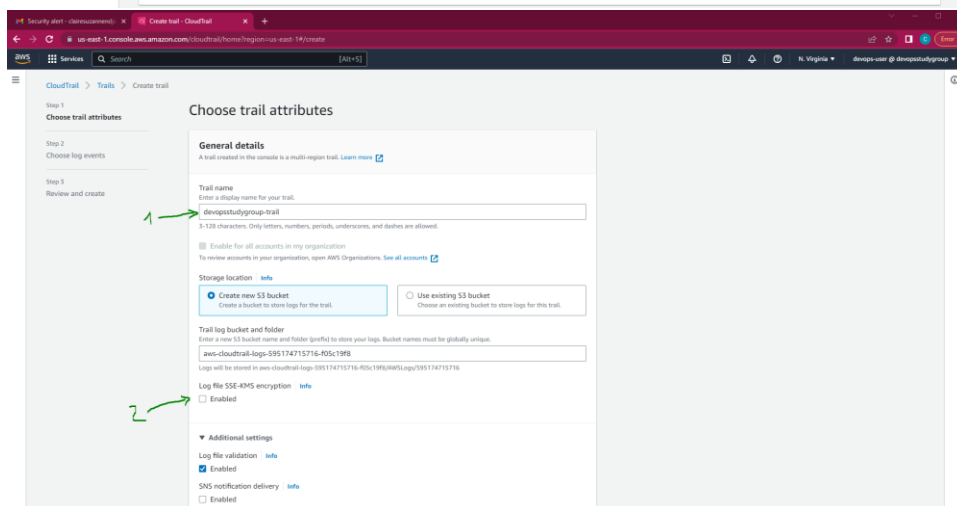 Security alert - clairesuzannendj
Create trail - CloudTrail
us-east-1.console.aws.amazon.com/cloudtrail/home?region=us-east-1#/create
Error
aws
Services
Search
[Alt+S]
N. Virginia
devops-user @ devopsstudygroup
CloudTrail > Trails > Create trail
Step 1
Choose trail attributes
Step 2
Choose log events
Step 3
Review and create
Choose trail attributes
General details
A trail created in the console is a multi-region trail. Learn more
Trail name
Enter a display name for your trail.
1
devopsstudygroup-trail
3-128 characters. Only letters, numbers, periods, underscores, and dashes are allowed.
Enable for all accounts in my organization
To review accounts in your organization, open AWS Organizations. See all accounts
Storage location Info
Create new S3 bucket
Create a bucket to store logs for the trail.
Use existing S3 bucket
Choose an existing bucket to store logs for this trail.
Trail log bucket and folder
Enter a new S3 bucket name and folder (prefix) to store your logs. Bucket names must be globally unique.
aws-cloudtrail-logs-595174715716-f05c19f8
Logs will be stored in aws-cloudtrail-logs-595174715716-f05c19f8/AWSLogs/595174715716
Log file SSE-KMS encryption Info
2
Enabled
Additional settings
Log file validation Info
Enabled
SNS notification delivery Info
Enabled